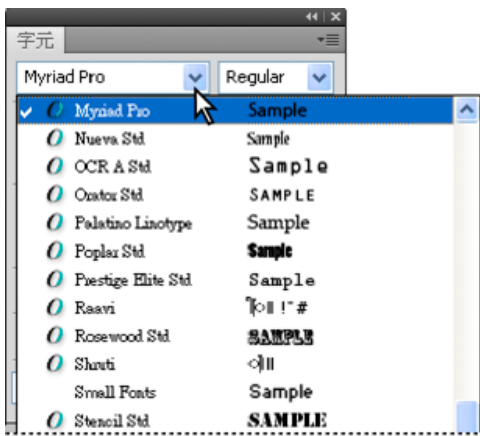 字元
Myriad Pro Regular
Myriad Pro Sample
Nueva Std Sample
OCR A Std Sample
Orator Std SAMPLE
Palatino Linotype Sample
Poplar Std Sample
Prestige Elite Std Sample
Raavi
Rosewood Std SAMPLE
Shruti
Small Fonts Sample
Stencil Std SAMPLE